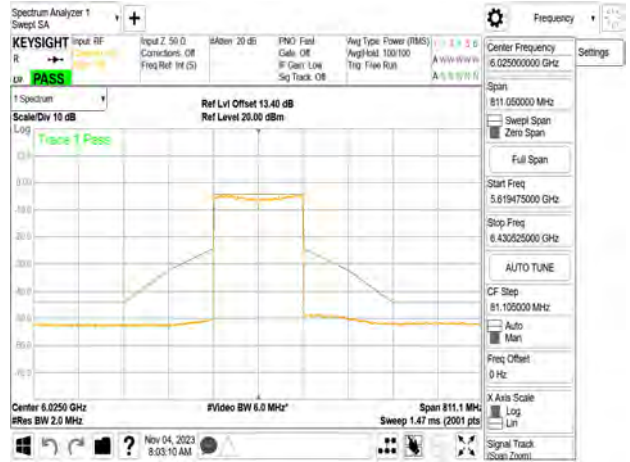 Spectrum Analyzer 1
Swept SA
+
Frequency
KEYSIGHT
R
PASS
Input: RF
Input Z: 50 Ω
Corrections: Off
Freq Ref: Int (S)
#Atten: 20 dB
PNO: Fast
Gate: Off
IF Gain: Low
Sig Track: Off
Avg Type: Power (RMS)
Avg|Hold: 100/100
Trig: Free Run
Settings
1 Spectrum
Scale/Div 10 dB
Log
Ref Lvl Offset 13.40 dB
Ref Level 20.00 dBm
Trace 1 Pass
Center 6.0250 GHz
#Res BW 2.0 MHz
#Video BW 6.0 MHz*
Span 811.1 MHz
Sweep 1.47 ms (2001 pts
Center Frequency
6.025000000 GHz
Span
811.050000 MHz
Swept Span
Zero Span
Full Span
Start Freq
5.619475000 GHz
Stop Freq
6.430525000 GHz
AUTO TUNE
CF Step
81.105000 MHz
Auto
Man
Freq Offset
0 Hz
X Axis Scale
Log
Lin
Signal Track
(Span Zoom)
?
Nov 04, 2023
8:03:10 AM